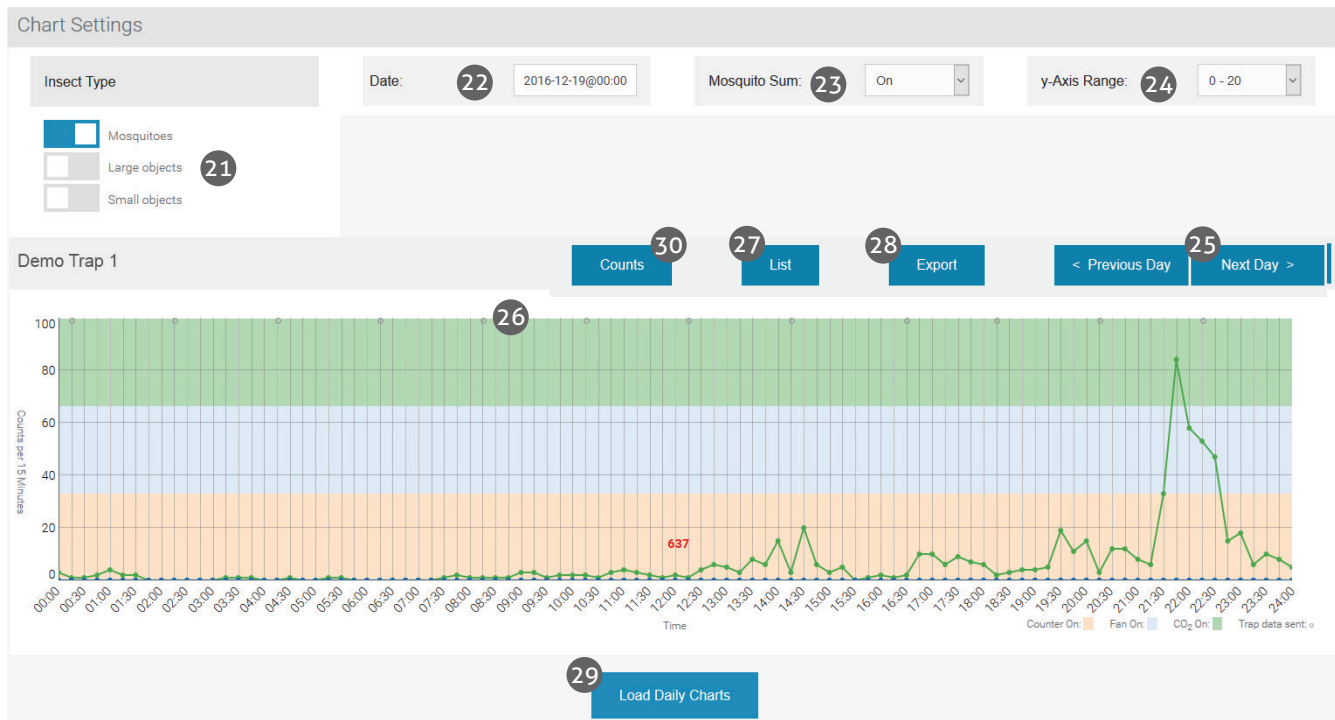 Chart Settings
Insect Type
Date: 22 2016-12-19@00:00
Mosquito Sum: 23 On
y-Axis Range: 24 0 - 20
Mosquitoes
Large objects 21
Small objects
Demo Trap 1
30 Counts
27 List
28 Export
< Previous Day
25 Next Day >
26
Counts per 15 Minutes
100
80
60
40
20
0
637
00:00 00:30 01:00 01:30 02:00 02:30 03:00 03:30 04:00 04:30 05:00 05:30 06:00 06:30 07:00 07:30 08:00 08:30 09:00 09:30 10:00 10:30 11:00 11:30 12:00 12:30 13:00 13:30 14:00 14:30 15:00 15:30 16:00 16:30 17:00 17:30 18:00 18:30 19:00 19:30 20:00 20:30 21:00 21:30 22:00 22:30 23:00 23:30 24:00
Time
Counter On: Fan On: CO₂ On: Trap data sent: o
29 Load Daily Charts